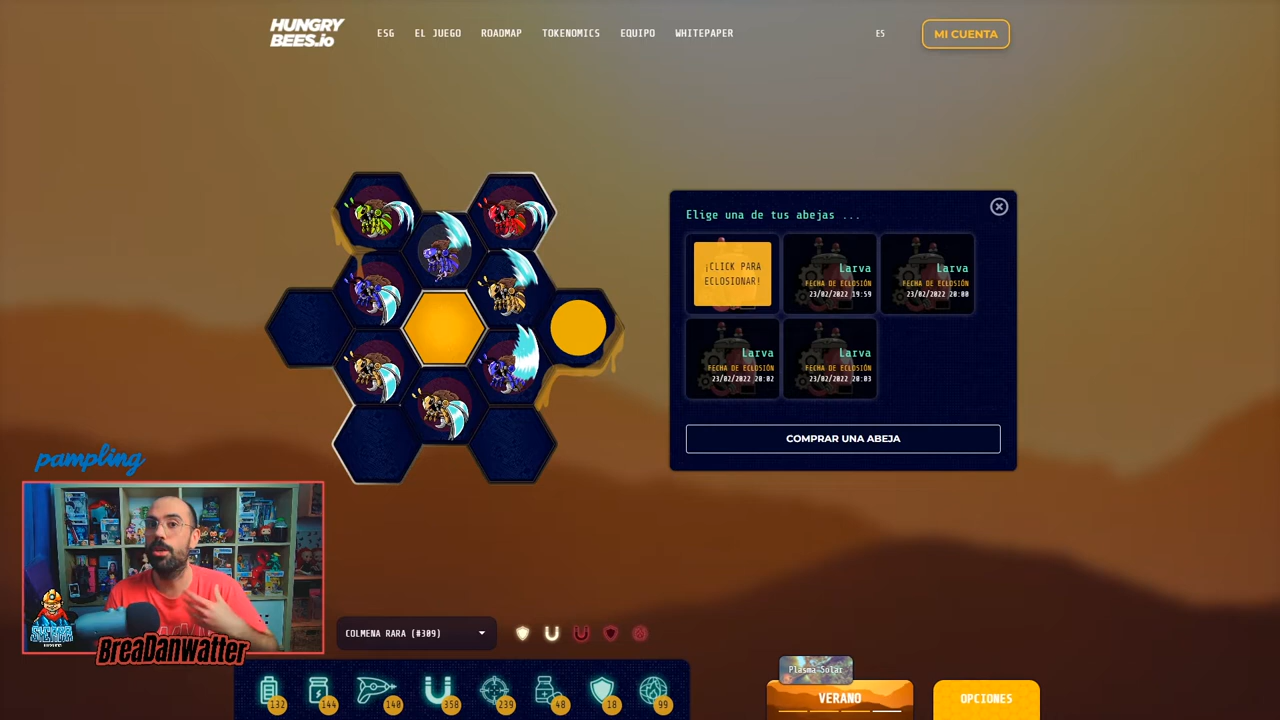 HUNGRY
BEES.io
ESG
EL JUEGO
ROADMAP
TOKENOMICS
EQUIPO
WHITEPAPER
ES
MI CUENTA
Elige una de tus abejas ...
¡CLICK PARA
ECLOSIONAR!
Larva
FECHA DE ECLOSIÓN
23/02/2022 19:59
Larva
FECHA DE ECLOSIÓN
23/02/2022 20:00
Larva
FECHA DE ECLOSIÓN
23/02/2022 20:02
Larva
FECHA DE ECLOSIÓN
23/02/2022 20:03
COMPRAR UNA ABEJA
pampling
BreaDanWatter
COLMENA RARA (#309)
132
144
140
358
239
48
18
99
Plasma Solar
VERANO
OPCIONES